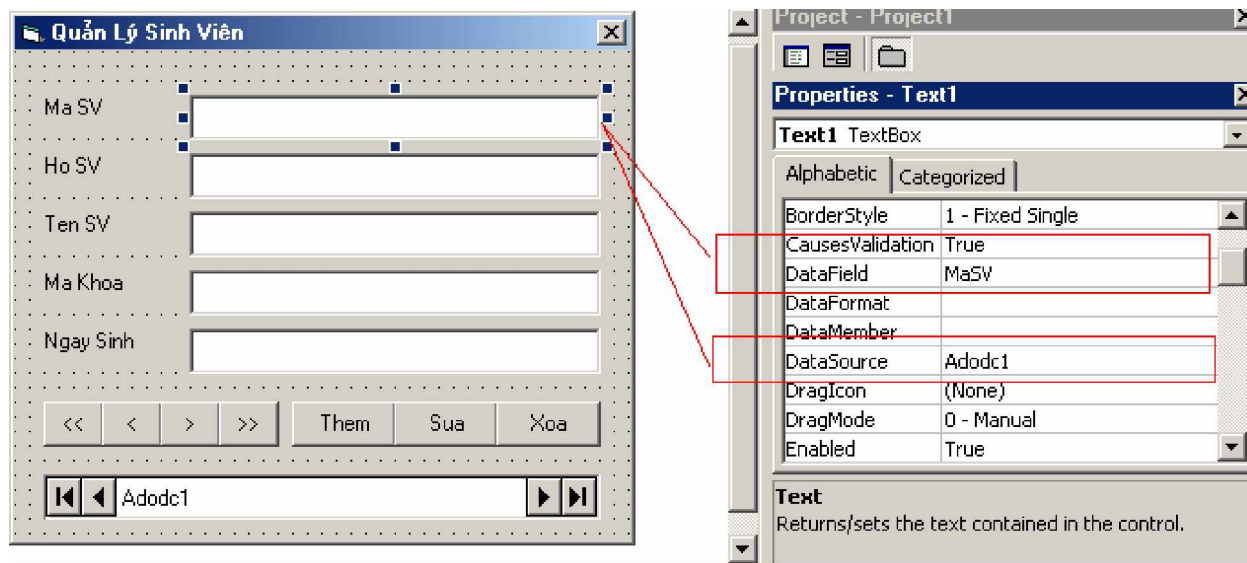 Quản Lý Sinh Viên
Ma SV
Ho SV
Ten SV
Ma Khoa
Ngay Sinh
<< < > >> Them Sua Xoa
Adodc1
Project - Project1
Properties - Text1
Text1 TextBox
Alphabetic Categorized
BorderStyle 1 - Fixed Single
CausesValidation True
DataField MaSV
DataFormat
DataMember
DataSource Adodc1
DragIcon (None)
DragMode 0 - Manual
Enabled True
Text
Returns/sets the text contained in the control.